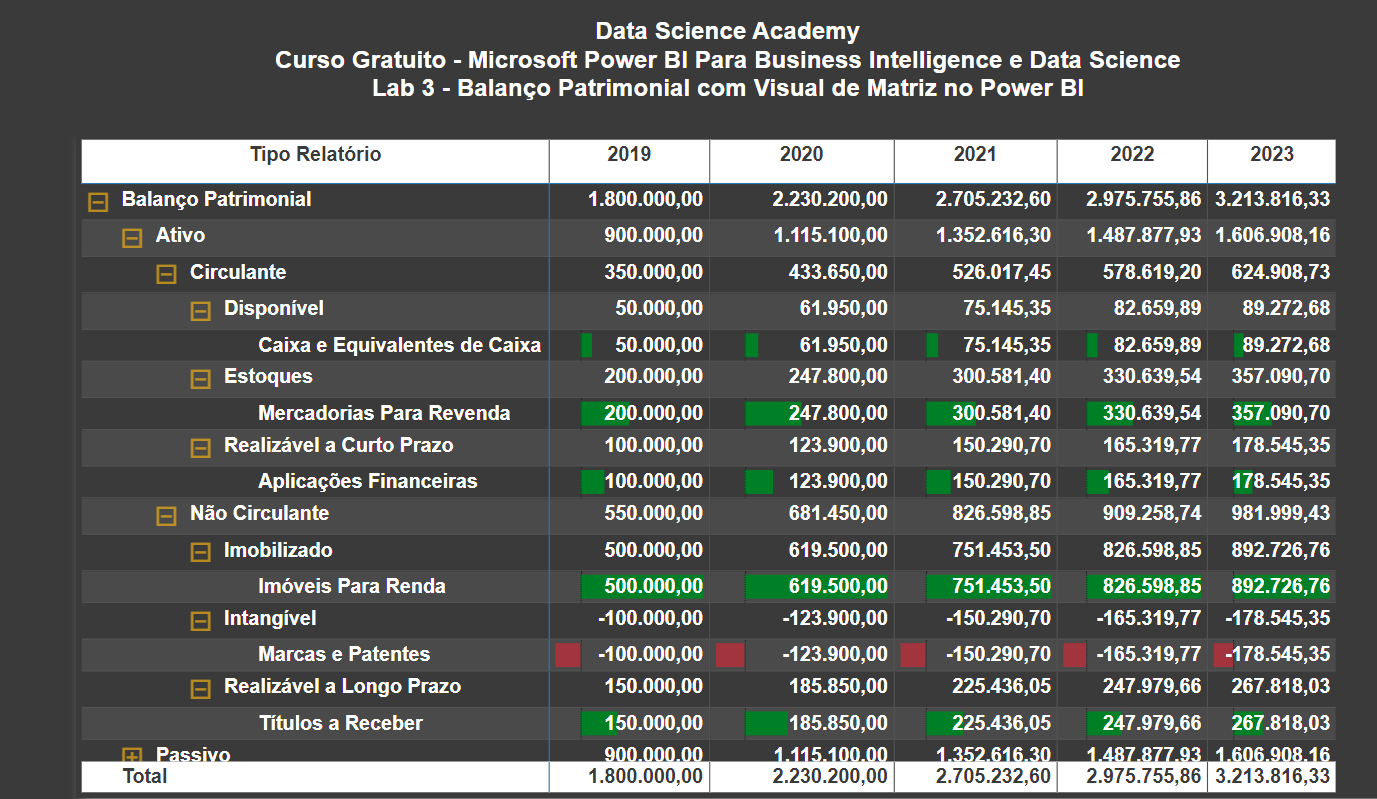 Data Science Academy
Curso Gratuito - Microsoft Power BI Para Business Intelligence e Data Science
Lab 3 - Balanço Patrimonial com Visual de Matriz no Power BI
Tipo Relatório 2019 2020 2021 2022 2023
Balanço Patrimonial 1.800.000,00 2.230.200,00 2.705.232,60 2.975.755,86 3.213.816,33
Ativo 900.000,00 1.115.100,00 1.352.616,30 1.487.877,93 1.606.908,16
Circulante 350.000,00 433.650,00 526.017,45 578.619,20 624.908,73
Disponível 50.000,00 61.950,00 75.145,35 82.659,89 89.272,68
Caixa e Equivalentes de Caixa 50.000,00 61.950,00 75.145,35 82.659,89 89.272,68
Estoques 200.000,00 247.800,00 300.581,40 330.639,54 357.090,70
Mercadorias Para Revenda 200.000,00 247.800,00 300.581,40 330.639,54 357.090,70
Realizável a Curto Prazo 100.000,00 123.900,00 150.290,70 165.319,77 178.545,35
Aplicações Financeiras 100.000,00 123.900,00 150.290,70 165.319,77 178.545,35
Não Circulante 550.000,00 681.450,00 826.598,85 909.258,74 981.999,43
Imobilizado 500.000,00 619.500,00 751.453,50 826.598,85 892.726,76
Imóveis Para Renda 500.000,00 619.500,00 751.453,50 826.598,85 892.726,76
Intangível -100.000,00 -123.900,00 -150.290,70 -165.319,77 -178.545,35
Marcas e Patentes -100.000,00 -123.900,00 -150.290,70 -165.319,77 -178.545,35
Realizável a Longo Prazo 150.000,00 185.850,00 225.436,05 247.979,66 267.818,03
Títulos a Receber 150.000,00 185.850,00 225.436,05 247.979,66 267.818,03
Passivo 900.000,00 1.115.100,00 1.352.616,30 1.487.877,93 1.606.908,16
Total 1.800.000,00 2.230.200,00 2.705.232,60 2.975.755,86 3.213.816,33